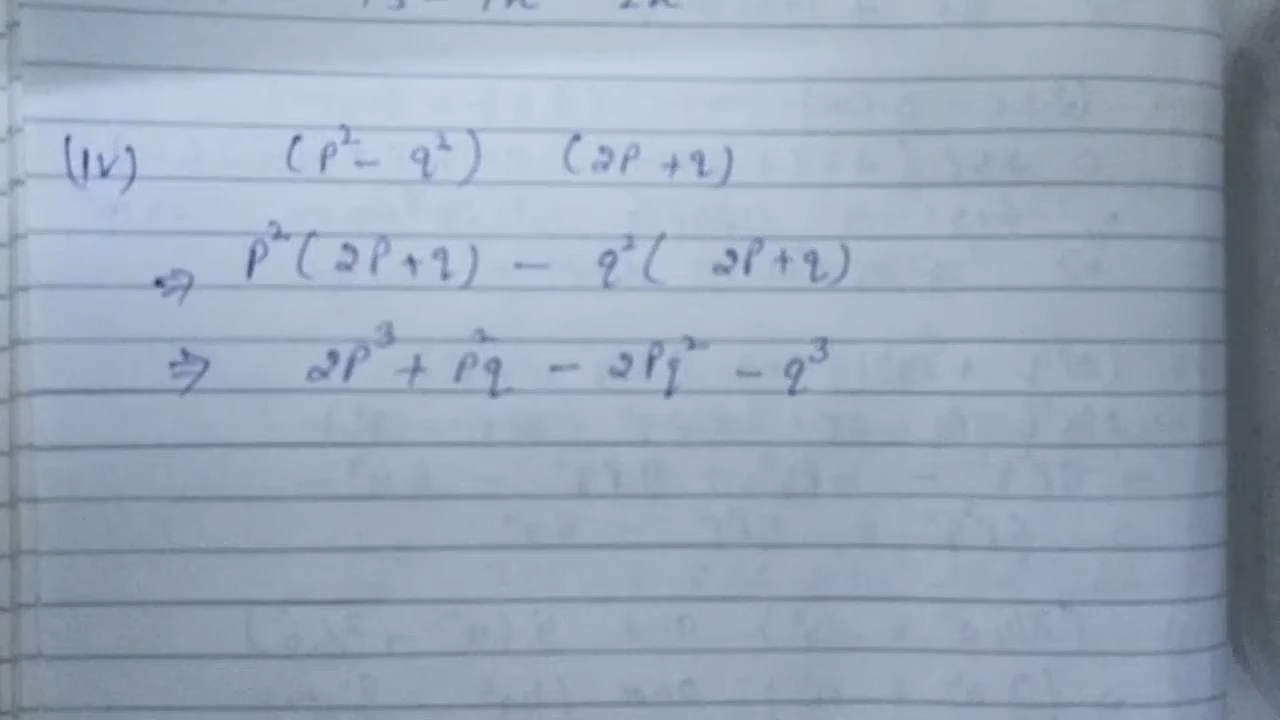 (iv) (p² - q²) (2p + q)
⇒ p² (2p + q) - q² (2p + q)
⇒ 2p³ + p²q - 2pq² - q³